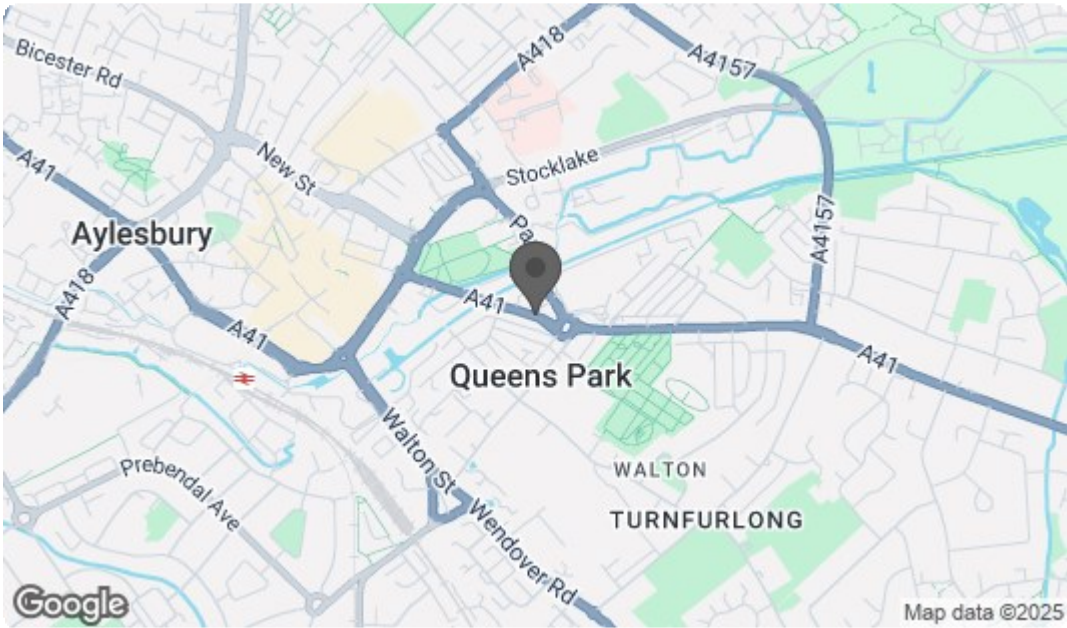 Bicester Rd
A418
A4157
A41
New St
Stocklake
Aylesbury
Pa
A4157
A418
A41
A41
A41
Queens Park
Walton St
WALTON
Prebendal Ave
TURNFURLONG
Wendover Rd
Google
Map data ©2025